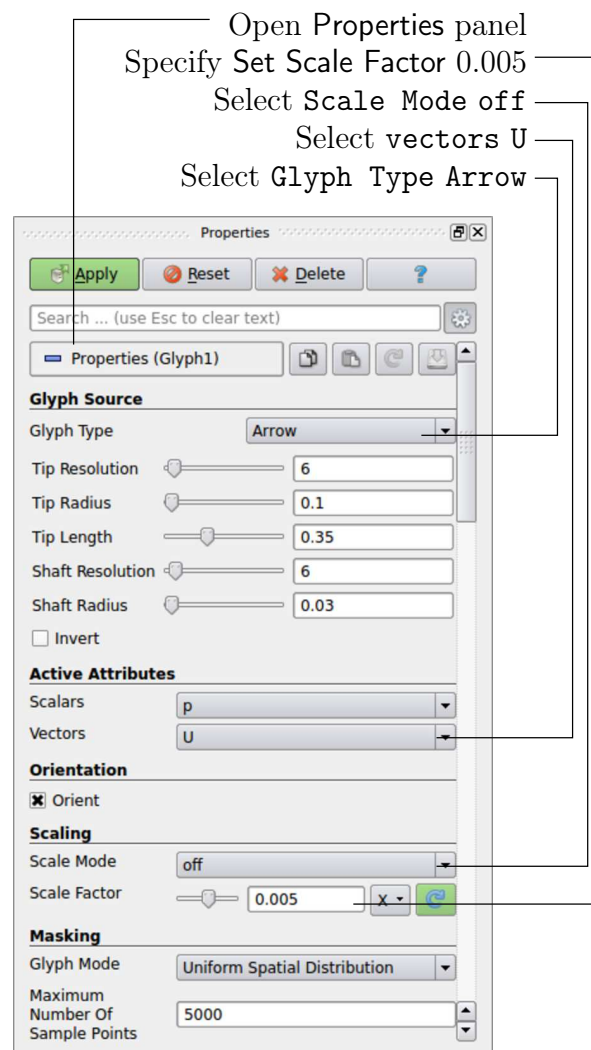 Open Properties panel
Specify Set Scale Factor 0.005
Select Scale Mode off
Select vectors U
Select Glyph Type Arrow
Properties
Apply Reset Delete ?
Search ... (use Esc to clear text)
Properties (Glyph1)
Glyph Source
Glyph Type Arrow
Tip Resolution 6
Tip Radius 0.1
Tip Length 0.35
Shaft Resolution 6
Shaft Radius 0.03
Invert
Active Attributes
Scalars p
Vectors U
Orientation
Orient
Scaling
Scale Mode off
Scale Factor 0.005 X
Masking
Glyph Mode Uniform Spatial Distribution
Maximum
Number Of 5000
Sample Points